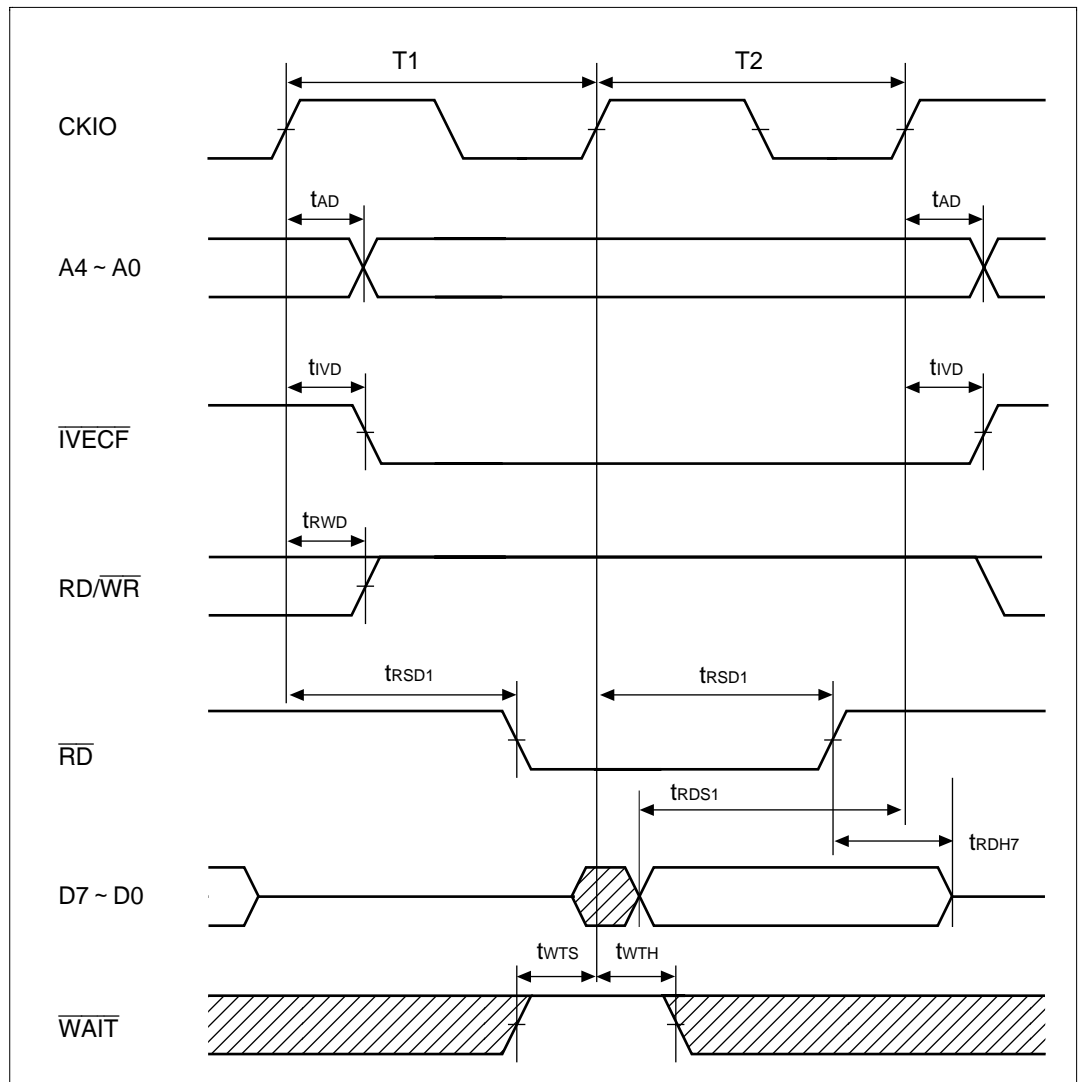 T1 T2
CKIO
tAD tAD
A4 ~ A0
tIVD tIVD
IVECF
tRWD
RD/WR
tRSD1 tRSD1
RD
tRDS1
tRDH7
D7 ~ D0
tWTS tWTH
WAIT